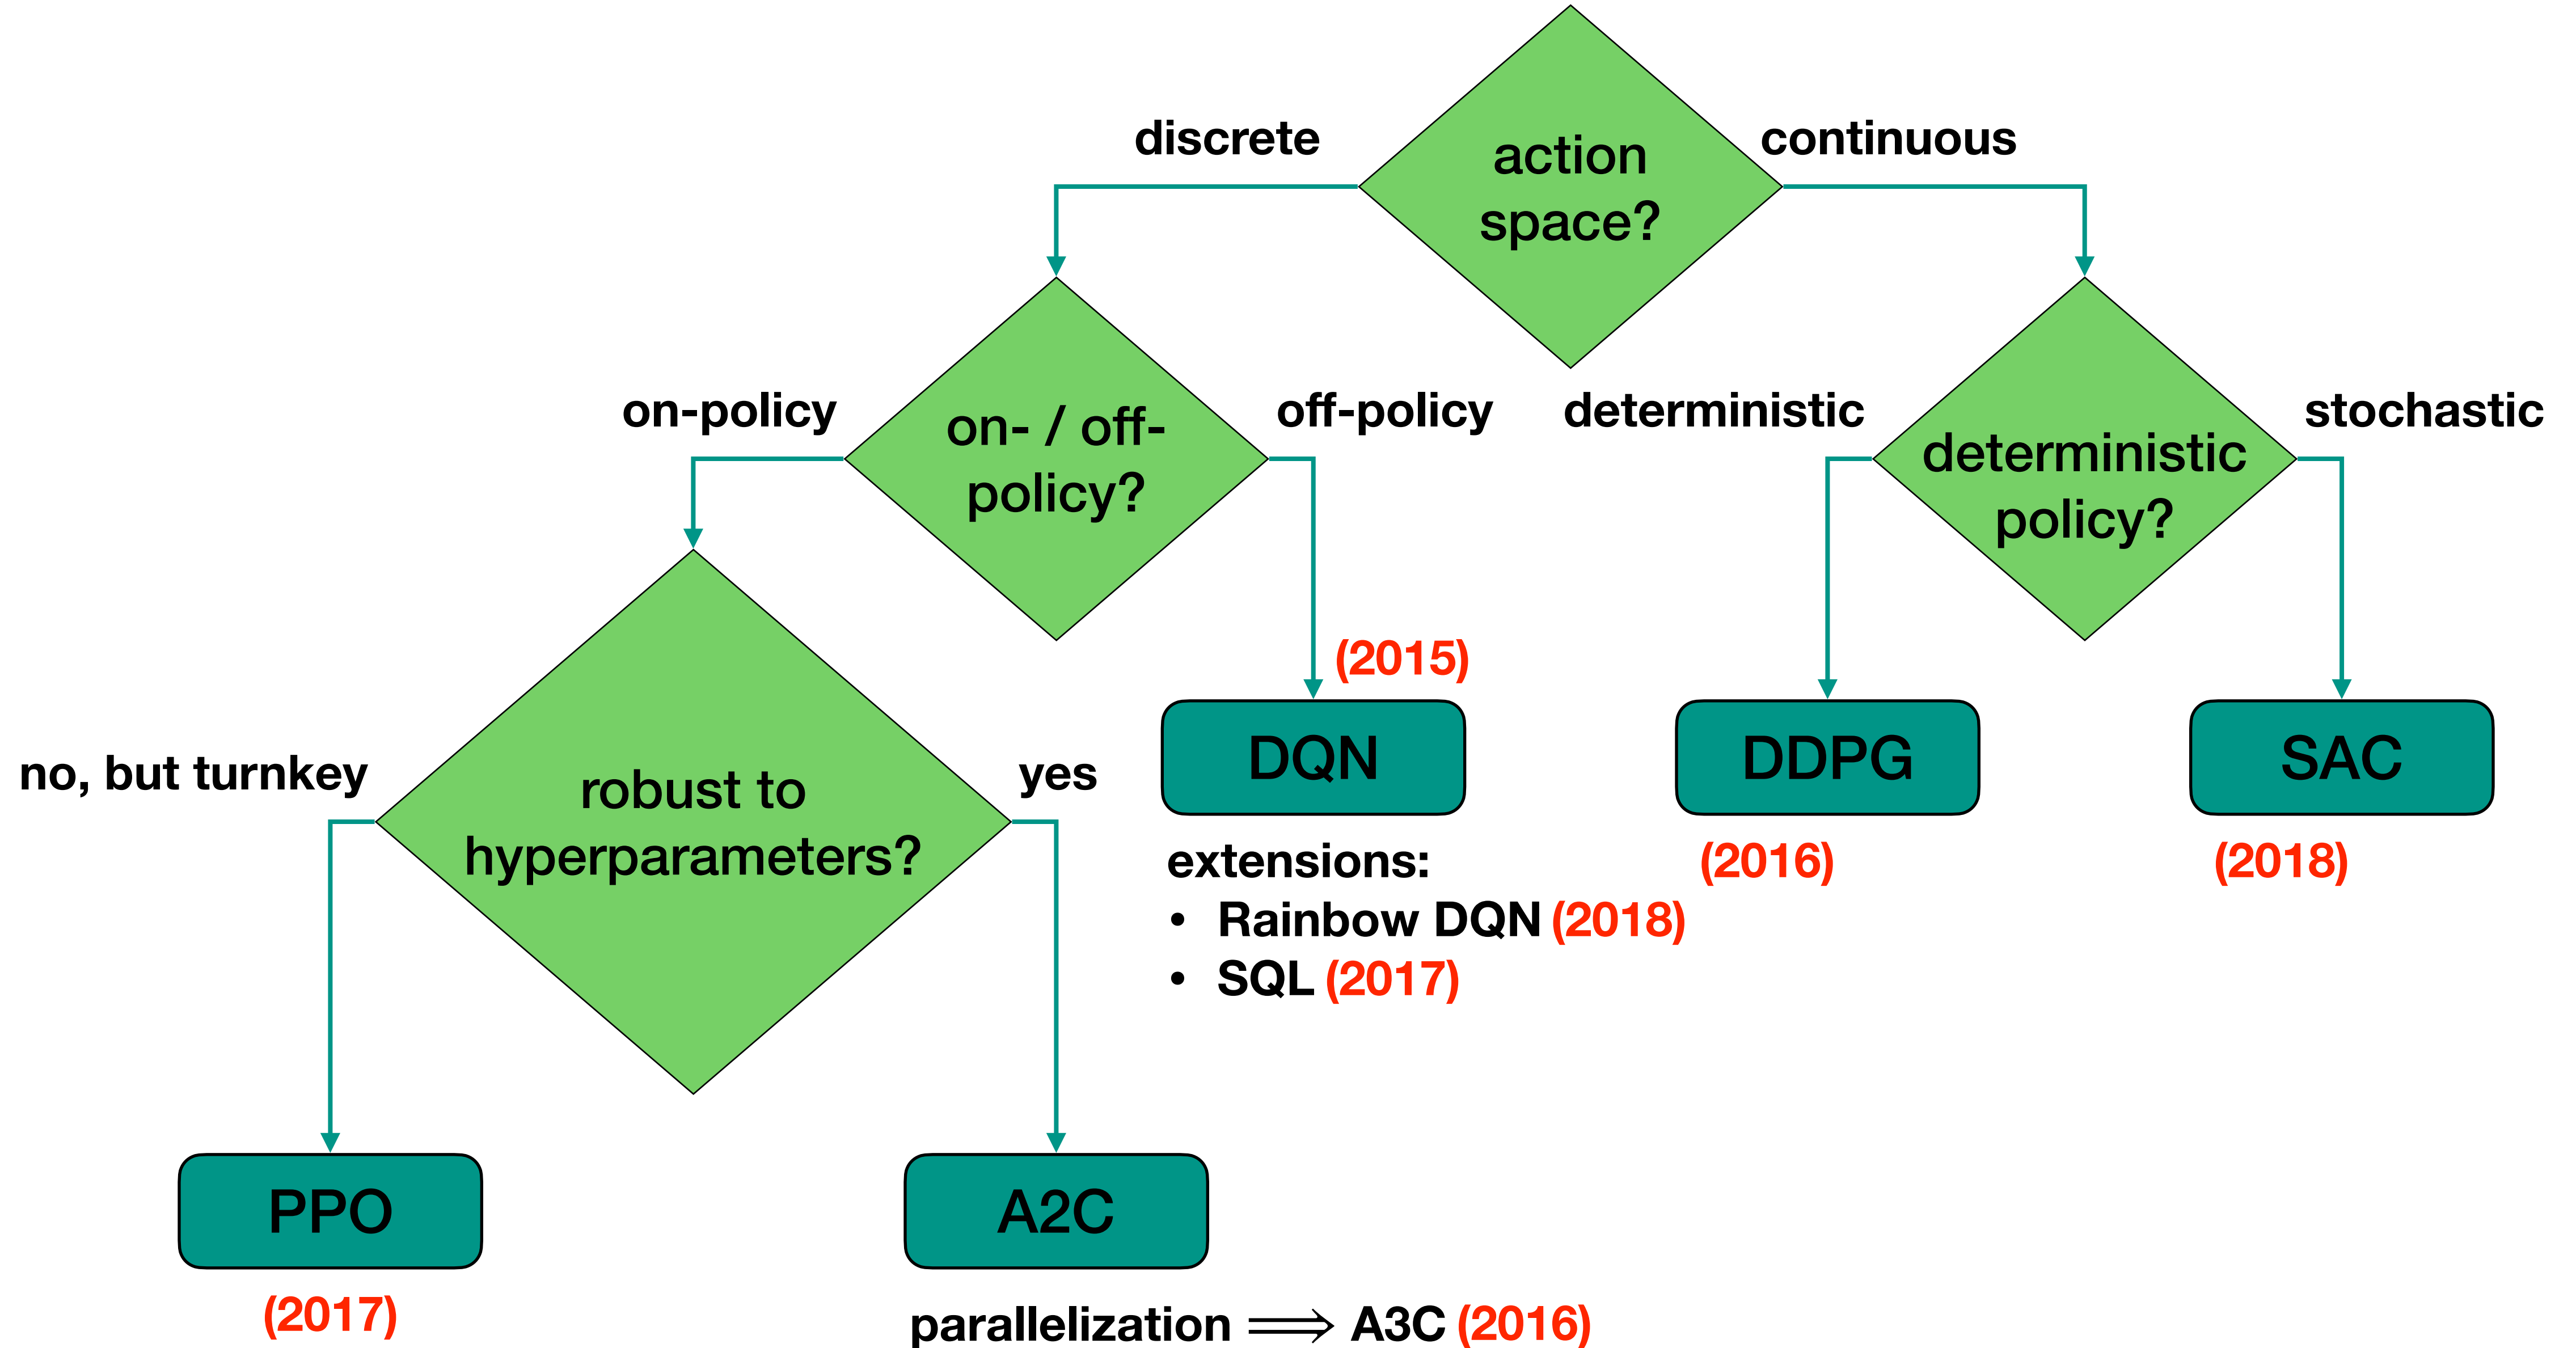 action
space?
discrete
continuous
on- / off-
policy?
on-policy
off-policy
deterministic
policy?
deterministic
stochastic
robust to
hyperparameters?
no, but turnkey
yes
(2015)
DQN
extensions:
• Rainbow DQN (2018)
• SQL (2017)
DDPG
(2016)
SAC
(2018)
PPO
(2017)
A2C
parallelization ⟹ A3C (2016)